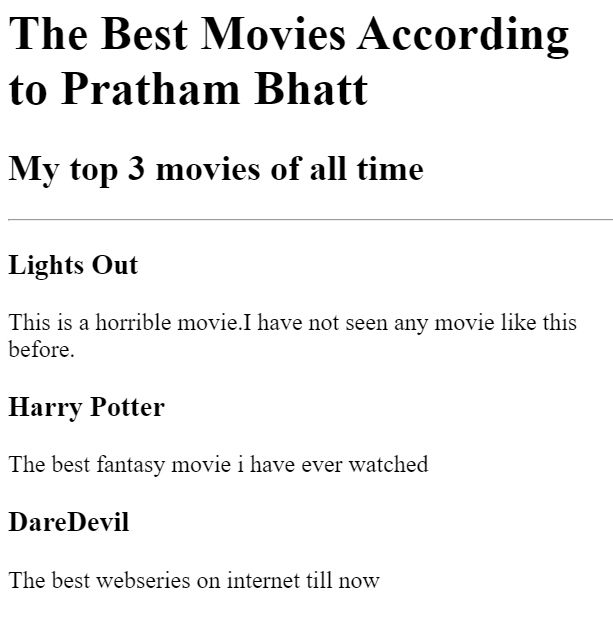 The Best Movies According
to Pratham Bhatt
My top 3 movies of all time
Lights Out
This is a horrible movie.I have not seen any movie like this
before.
Harry Potter
The best fantasy movie i have ever watched
DareDevil
The best webseries on internet till now